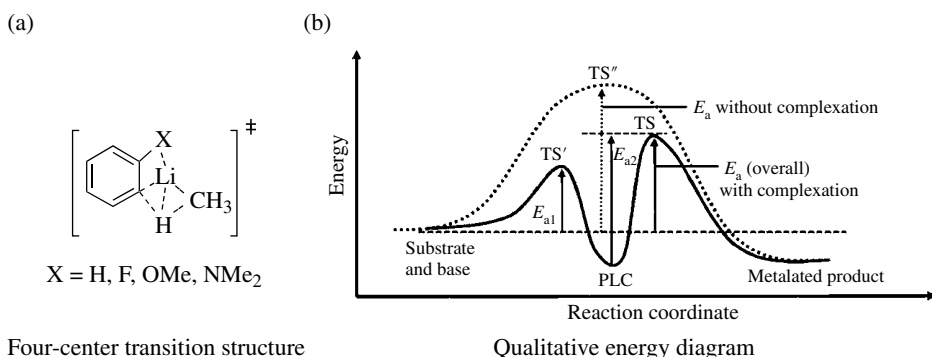 (a)
X
Li
CH₃
H
‡
X = H, F, OMe, NMe₂
Four-center transition structure
(b)
Energy
TS″
Eₐ without complexation
TS
TS′
Eₐ₂
Eₐ (overall)
with complexation
Eₐ₁
Substrate
and base
PLC
Metalated product
Reaction coordinate
Qualitative energy diagram